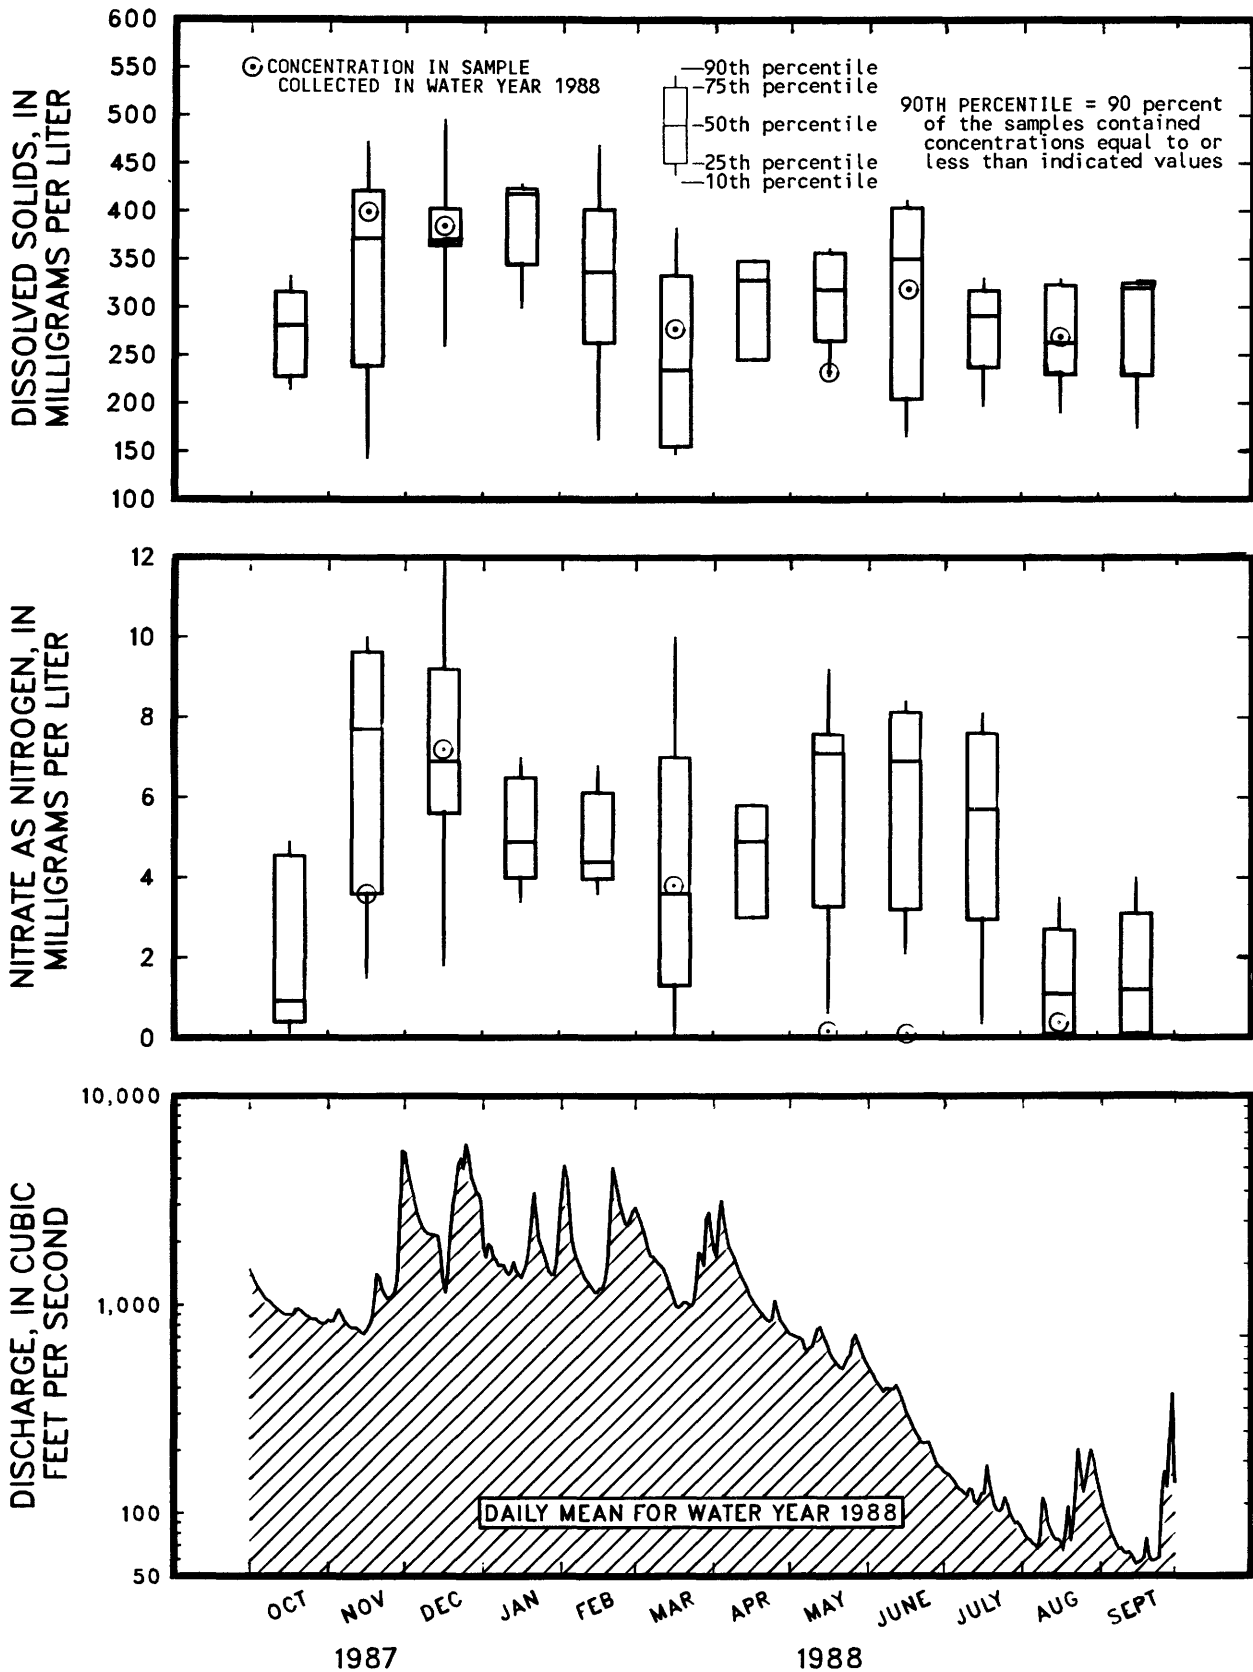 DISSOLVED SOLIDS, IN
MILLIGRAMS PER LITER
600
550
500
450
400
350
300
250
200
150
100
CONCENTRATION IN SAMPLE
COLLECTED IN WATER YEAR 1988
90th percentile
75th percentile
50th percentile
25th percentile
10th percentile
90TH PERCENTILE = 90 percent
of the samples contained
concentrations equal to or
less than indicated values
NITRATE AS NITROGEN, IN
MILLIGRAMS PER LITER
12
10
8
6
4
2
0
DISCHARGE, IN CUBIC
FEET PER SECOND
10,000
1,000
100
50
DAILY MEAN FOR WATER YEAR 1988
OCT NOV DEC JAN FEB MAR APR MAY JUNE JULY AUG SEPT
1987 1988